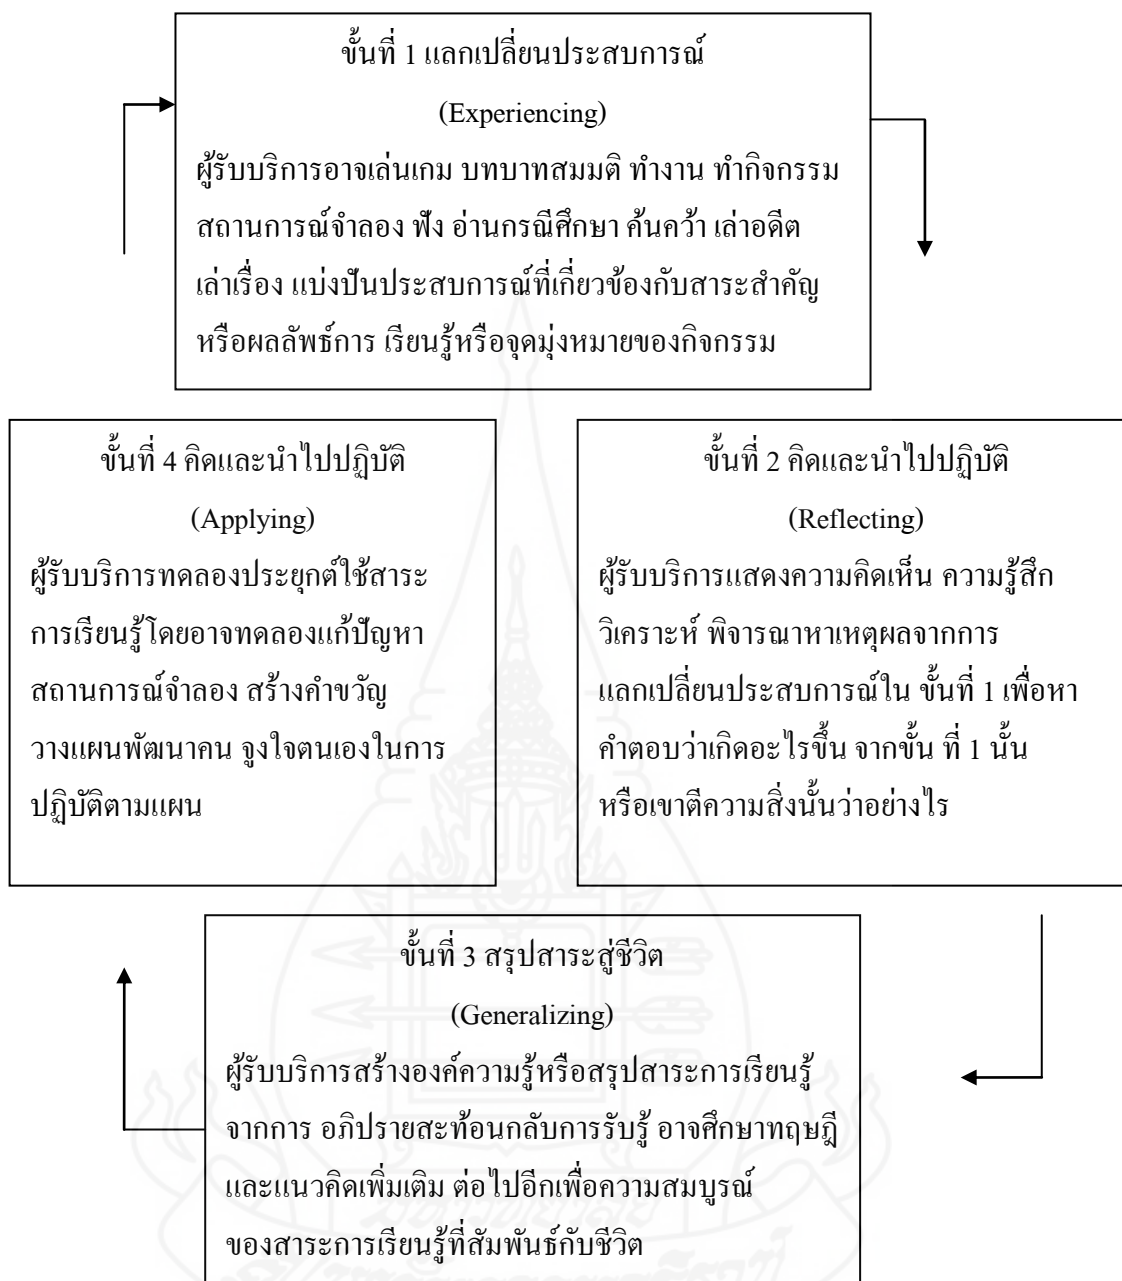 ขั้นที่ 1 แลกเปลี่ยนประสบการณ์
(Experiencing)
ผู้รับบริการอาจเล่นเกม บทบาทสมมติ ทำงาน ทำกิจกรรม
สถานการณ์จำลอง ฟัง อ่านกรณีศึกษา ค้นคว้า เล่าอดีต
เล่าเรื่อง แบ่งปันประสบการณ์ที่เกี่ยวข้องกับสาระสำคัญ
หรือผลลัพธ์การ เรียนรู้หรือจุดมุ่งหมายของกิจกรรม
ขั้นที่ 2 คิดและนำไปปฏิบัติ
(Reflecting)
ผู้รับบริการแสดงความคิดเห็น ความรู้สึก
วิเคราะห์ พิจารณาหาเหตุผลจากการ
แลกเปลี่ยนประสบการณ์ใน ขั้นที่ 1 เพื่อหา
คำตอบว่าเกิดอะไรขึ้น จากขั้น ที่ 1 นั้น
หรือเขาตีความสิ่งนั้นว่าอย่างไร
ขั้นที่ 3 สรุปสาระสู่ชีวิต
(Generalizing)
ผู้รับบริการสร้างองค์ความรู้หรือสรุปสาระการเรียนรู้
จากการ อภิปรายสะท้อนกลับการรับรู้ อาจศึกษาทฤษฎี
และแนวคิดเพิ่มเติม ต่อไปอีกเพื่อความสมบูรณ์
ของสาระการเรียนรู้ที่สัมพันธ์กับชีวิต
ขั้นที่ 4 คิดและนำไปปฏิบัติ
(Applying)
ผู้รับบริการทดลองประยุกต์ใช้สาระ
การเรียนรู้โดยอาจทดลองแก้ปัญหา
สถานการณ์จำลอง สร้างคำขวัญ
วางแผนพัฒนาคน จูงใจตนเองในการ
ปฏิบัติตามแผน